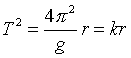 T² = 4π²/g r = kr